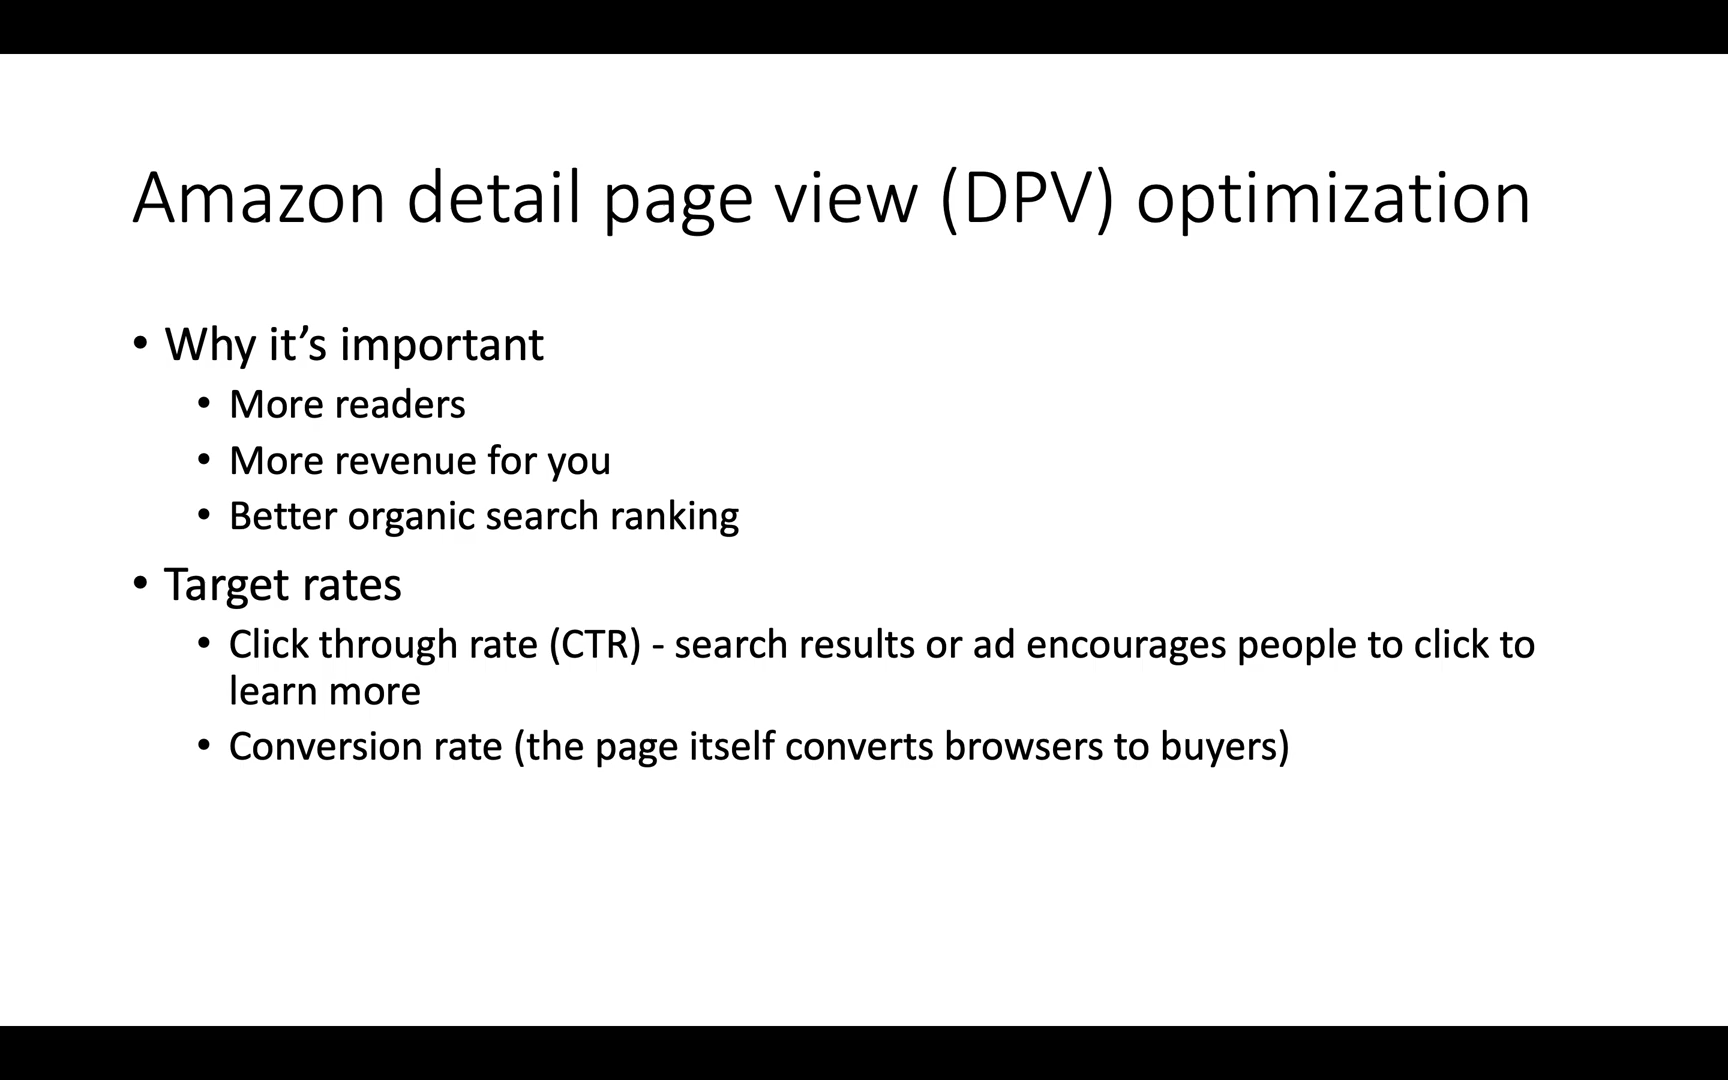 Amazon detail page view (DPV) optimization
• Why it’s important
• More readers
• More revenue for you
• Better organic search ranking
• Target rates
• Click through rate (CTR) - search results or ad encourages people to click to
learn more
• Conversion rate (the page itself converts browsers to buyers)